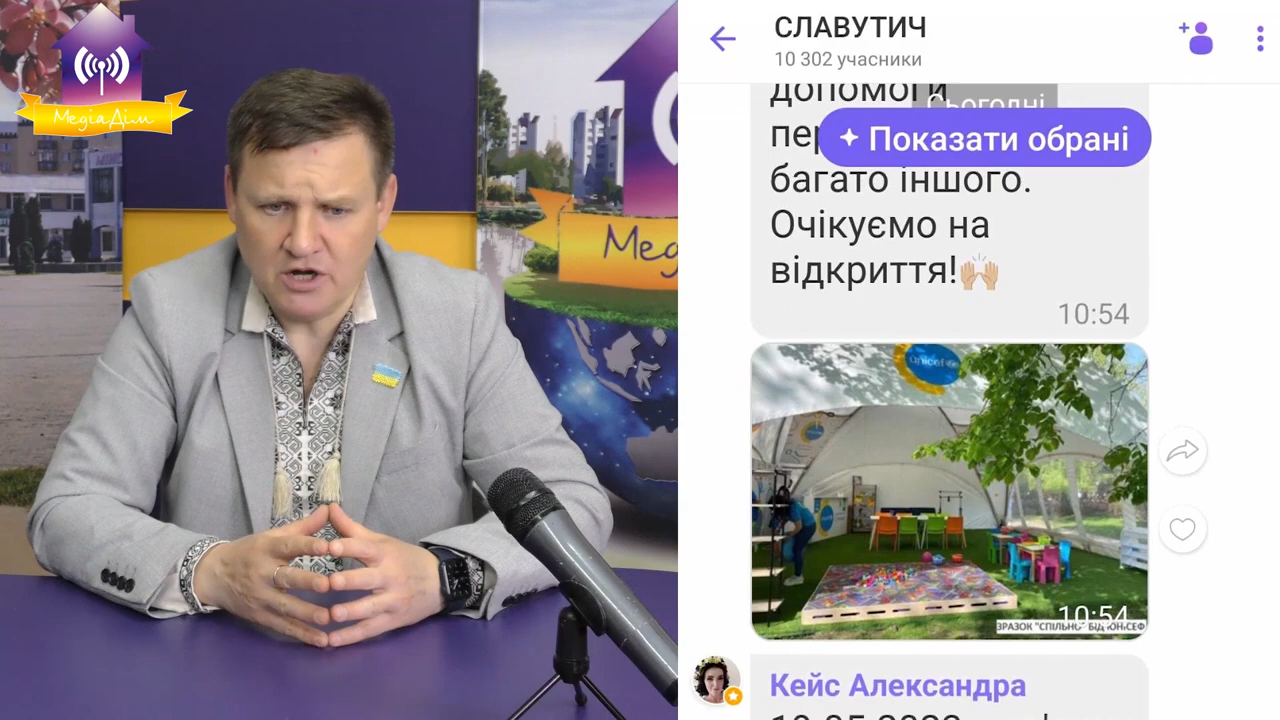 МедіаДім
Меді
СЛАВУТИЧ
10 302 учасники
допомоги
Сьогодні
Показати обрані
багато іншого.
Очікуємо на
відкриття!🙌🏼
10:54
unicef
10:54
ЗРАЗОК "СПІЛЬНО" ВІД ЮНІСЕФ
Кейс Александра